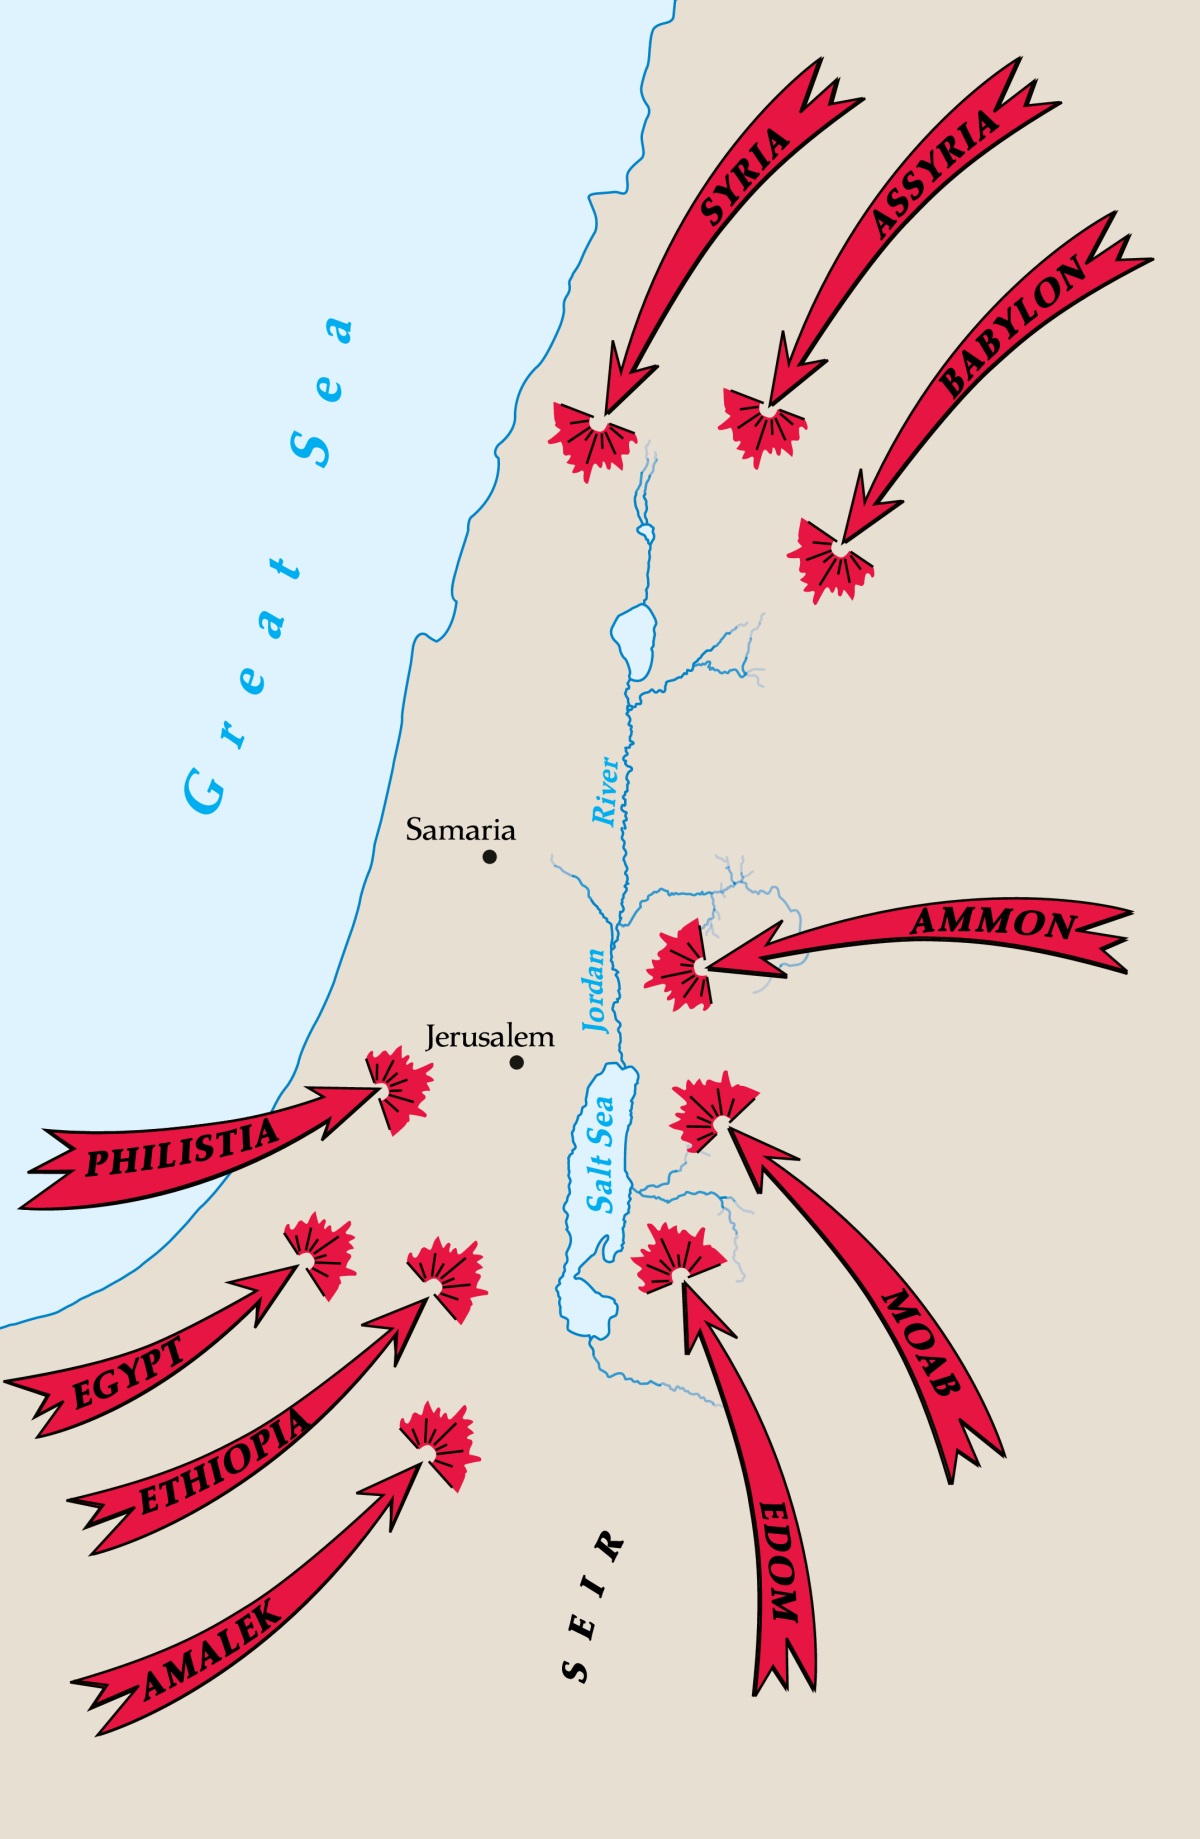 SYRIA
ASSYRIA
BABYLON
Great Sea
Samaria
Jordan River
AMMON
Jerusalem
PHILISTIA
Salt Sea
EGYPT
ETHIOPIA
AMALEK
MOAB
EDOM
SEIR